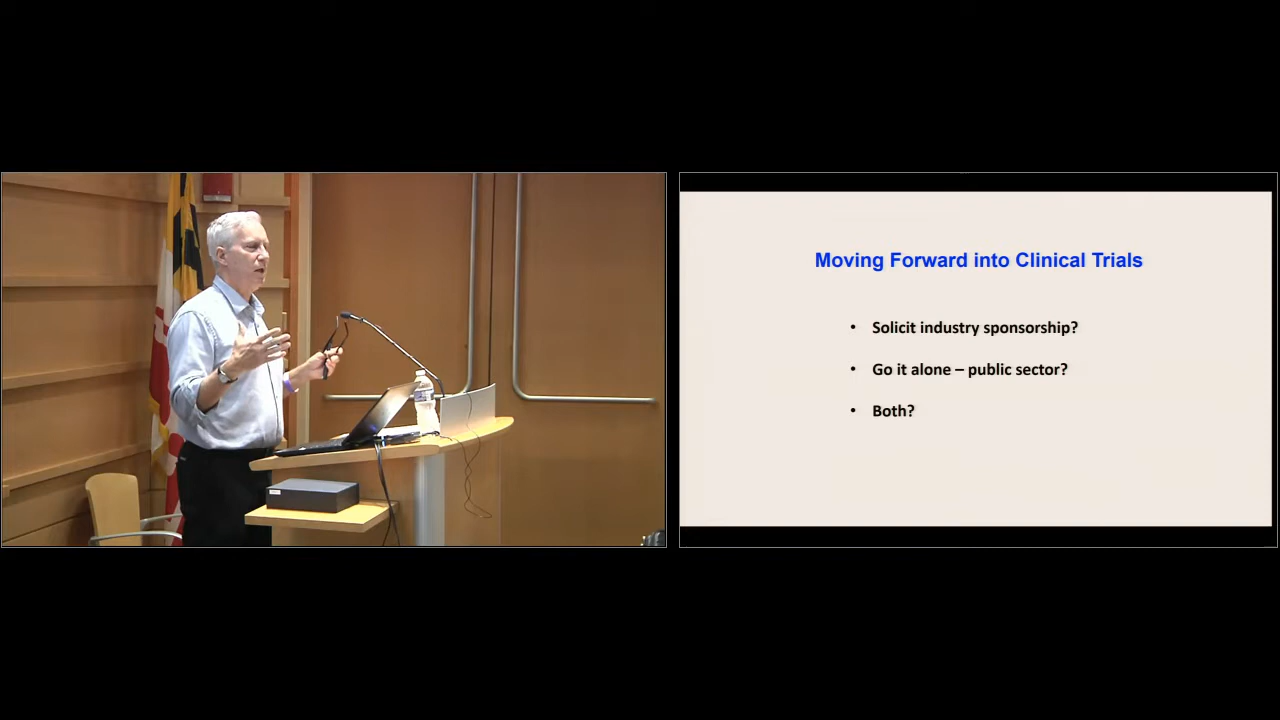 Moving Forward into Clinical Trials
• Solicit industry sponsorship?
• Go it alone – public sector?
• Both?